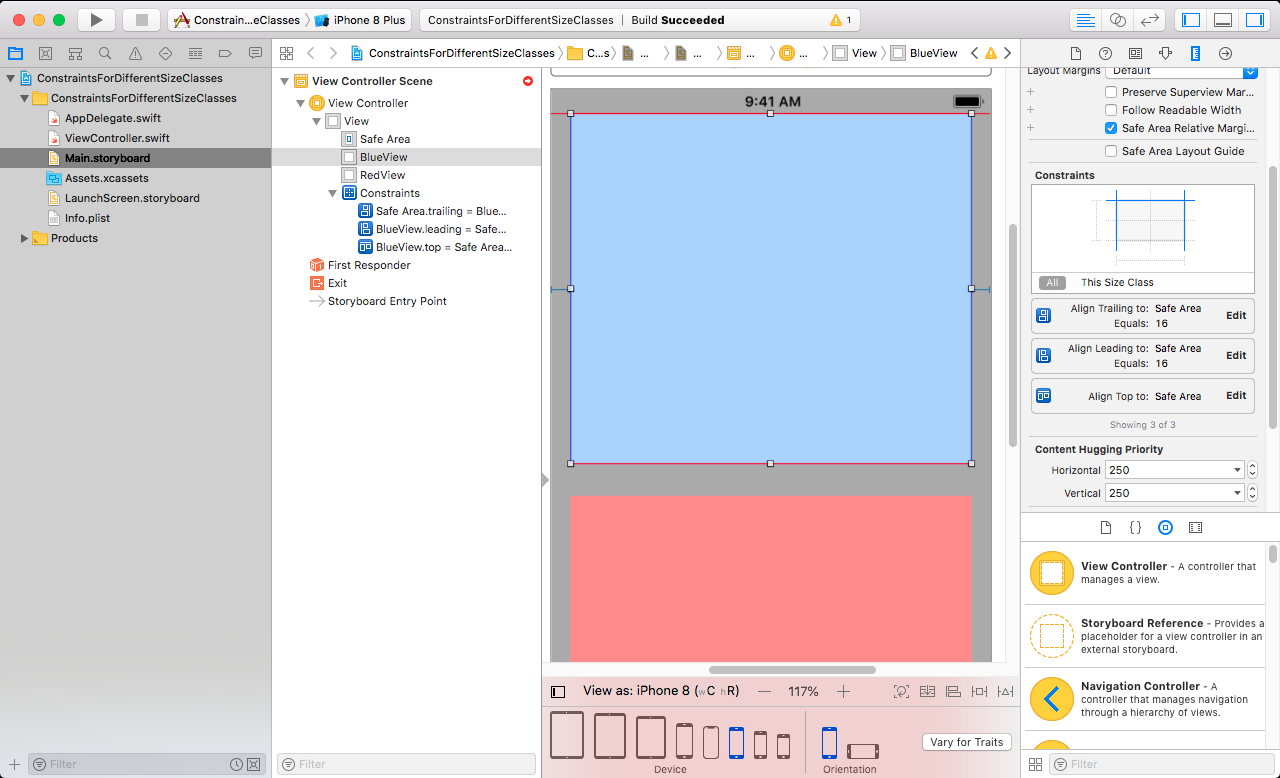 Constrain...eClasses
iPhone 8 Plus
ConstraintsForDifferentSizeClasses | Build Succeeded
1
ConstraintsForDifferentSizeClasses
C...s
...
...
...
...
View
BlueView
ConstraintsForDifferentSizeClasses
ConstraintsForDifferentSizeClasses
AppDelegate.swift
ViewController.swift
Main.storyboard
Assets.xcassets
LaunchScreen.storyboard
Info.plist
Products
Filter
View Controller Scene
View Controller
View
Safe Area
BlueView
RedView
Constraints
Safe Area.trailing = Blue...
BlueView.leading = Safe...
BlueView.top = Safe Area...
First Responder
Exit
Storyboard Entry Point
Filter
9:41 AM
View as: iPhone 8 (wC hR)
117%
Device
Orientation
Vary for Traits
Layout Margins Default
Preserve Superview Mar...
Follow Readable Width
Safe Area Relative Margi...
Safe Area Layout Guide
Constraints
All This Size Class
Align Trailing to: Safe Area
Equals: 16
Edit
Align Leading to: Safe Area
Equals: 16
Edit
Align Top to: Safe Area
Edit
Showing 3 of 3
Content Hugging Priority
Horizontal 250
Vertical 250
{}
View Controller - A controller that
manages a view.
Storyboard Reference - Provides a
placeholder for a view controller in an
external storyboard.
Navigation Controller - A
controller that manages navigation
through a hierarchy of views.
Filter